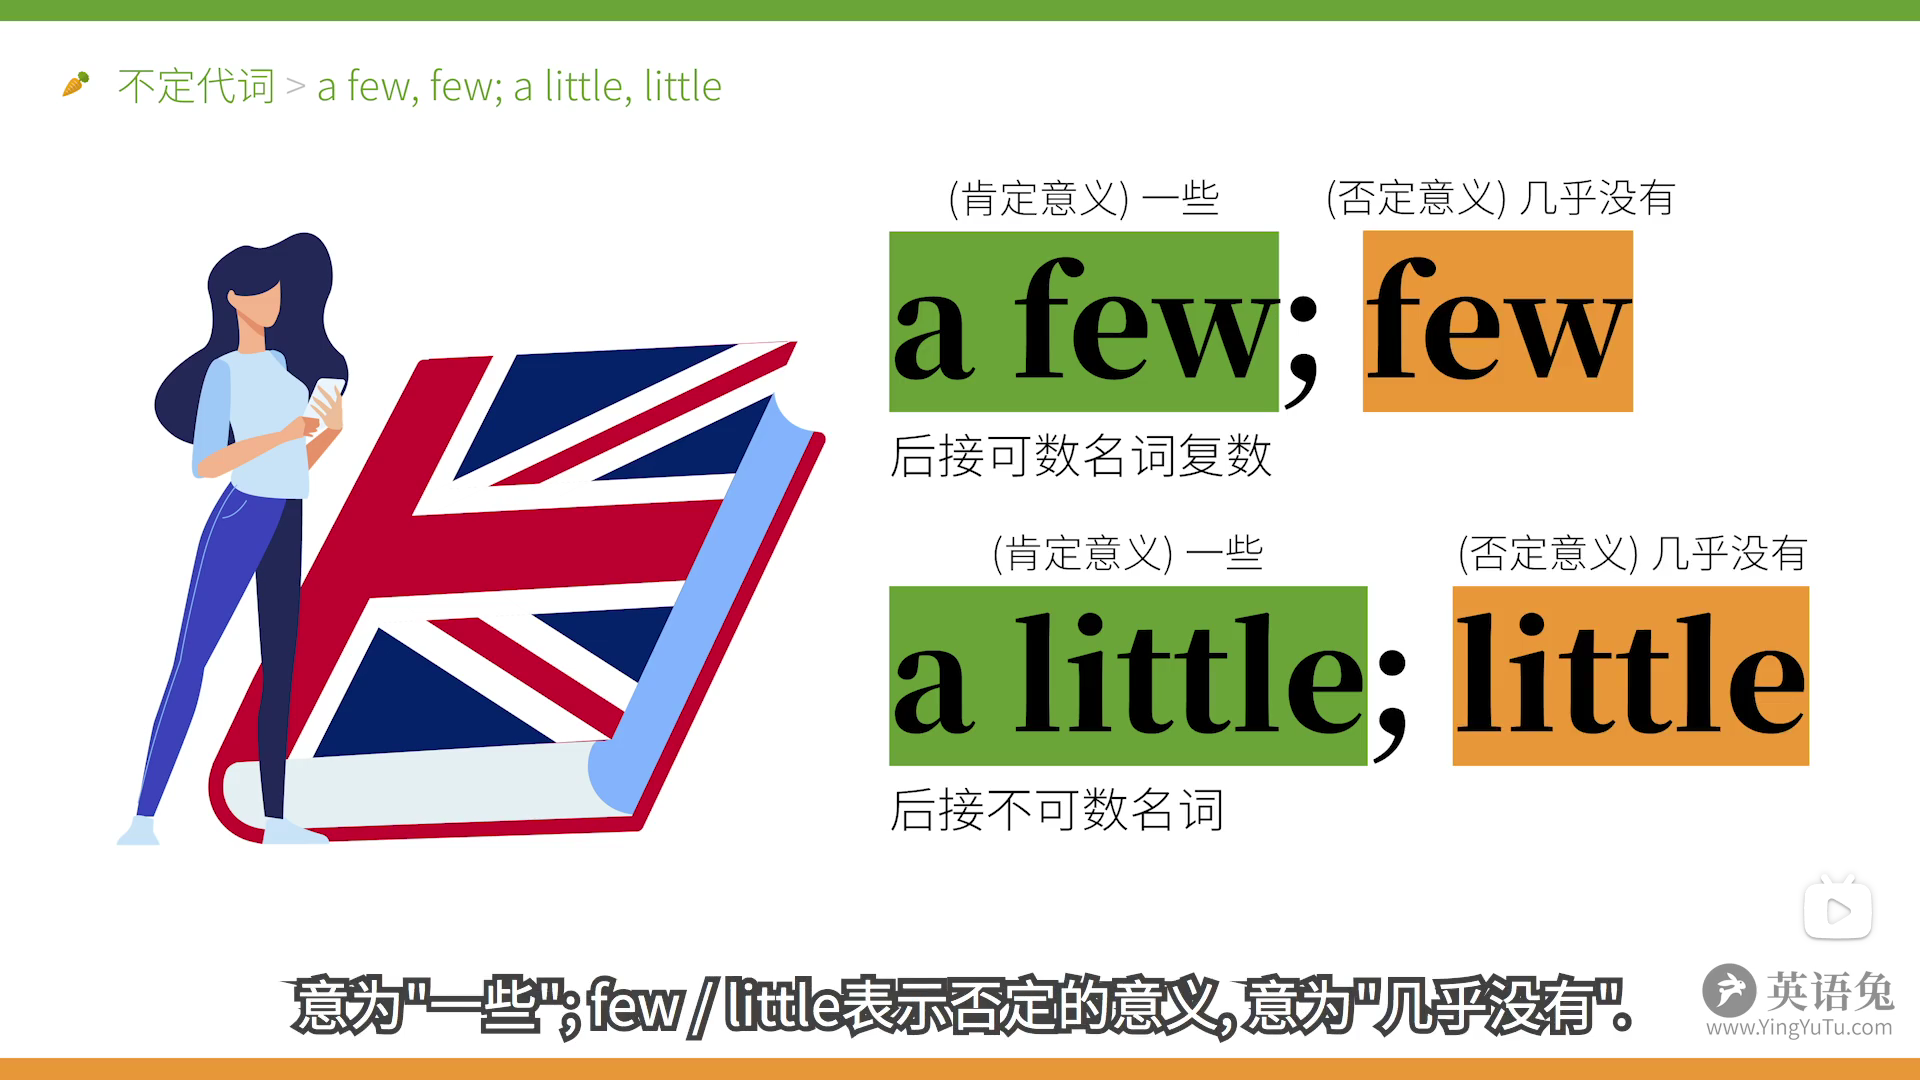 不定代词 > a few, few; a little, little
(肯定意义) 一些 (否定意义) 几乎没有
a few; few
后接可数名词复数
(肯定意义) 一些 (否定意义) 几乎没有
a little; little
后接不可数名词
意为"一些"; few / little表示否定的意义, 意为"几乎没有".
英语兔
www.YingYuTu.com